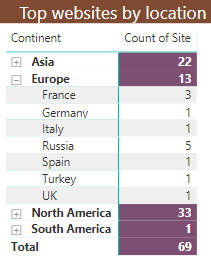 Top websites by location
Continent Count of Site
Asia 22
Europe 13
France 3
Germany 1
Italy 1
Russia 5
Spain 1
Turkey 1
UK 1
North America 33
South America 1
Total 69